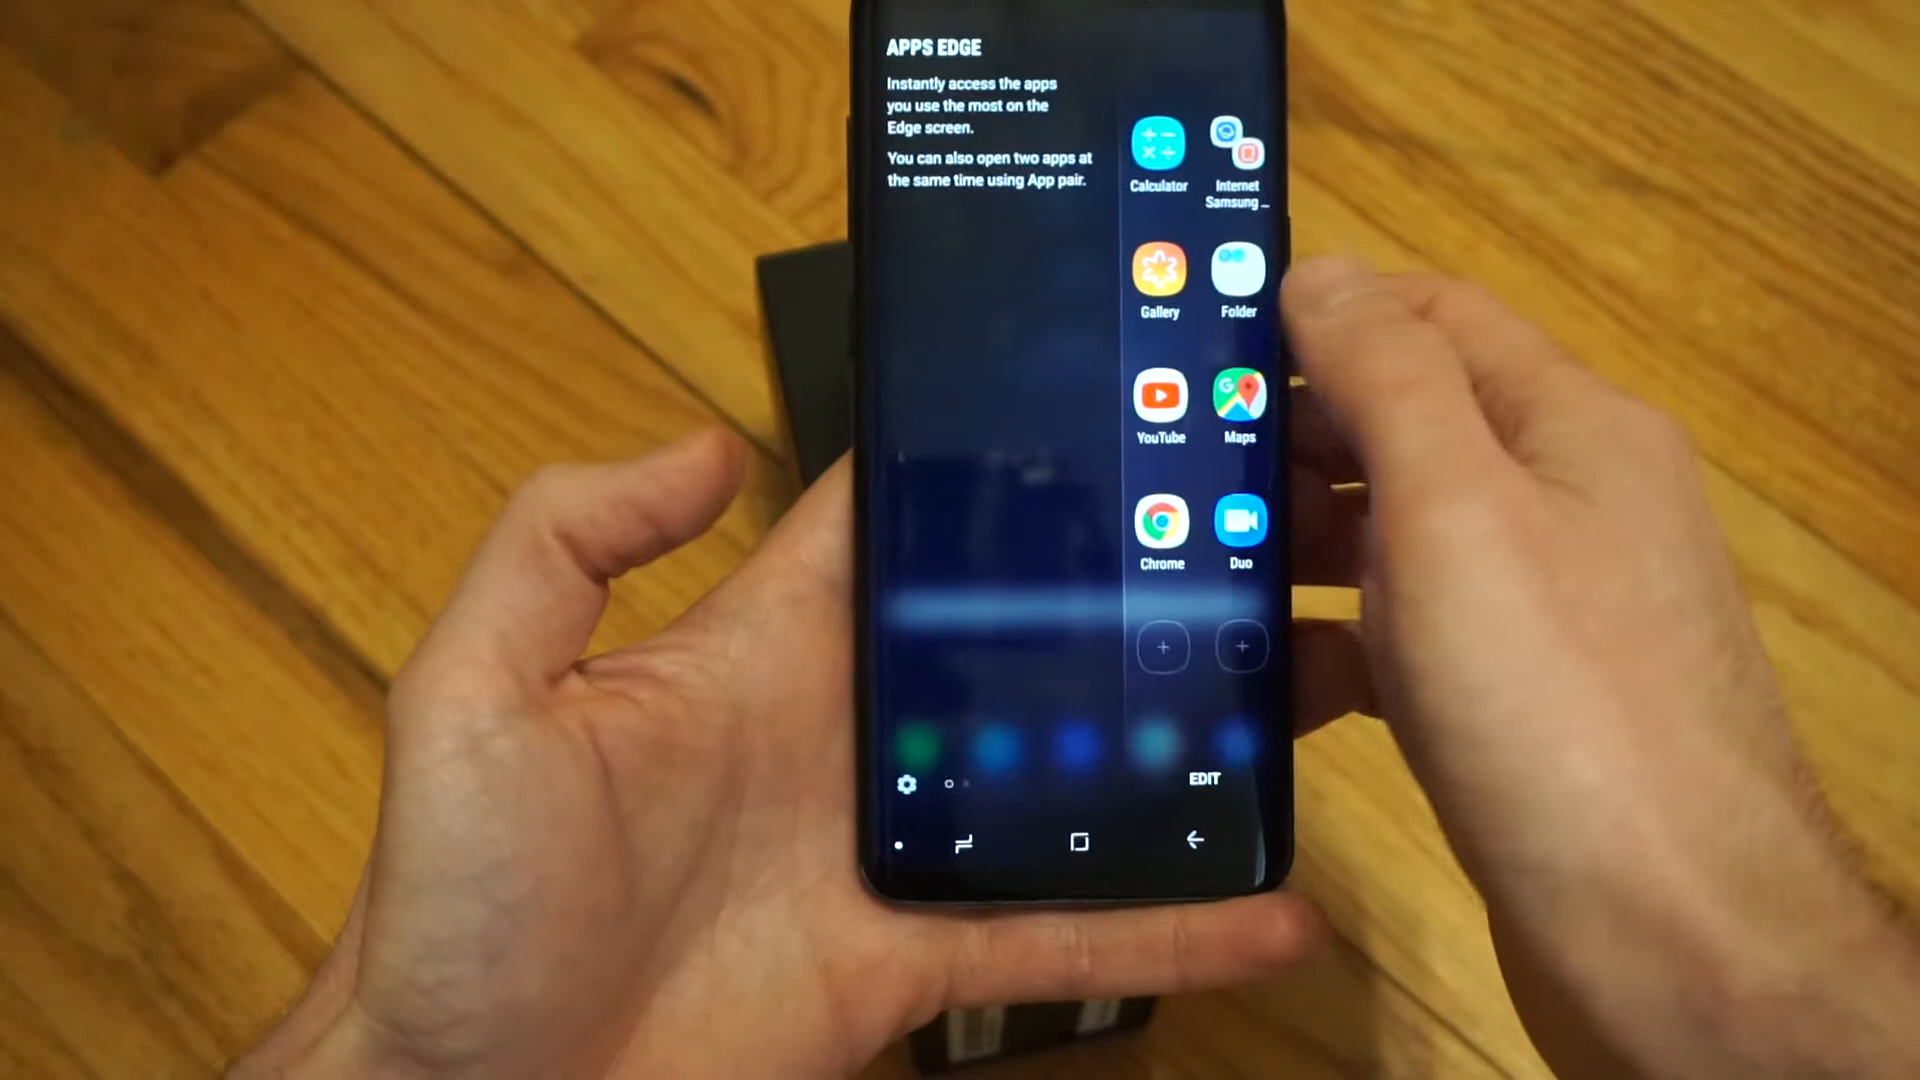 APPS EDGE
Instantly access the apps
you use the most on the
Edge screen.
You can also open two apps at
the same time using App pair.
Calculator
Internet
Samsung ...
Gallery
Folder
YouTube
Maps
Chrome
Duo
EDIT